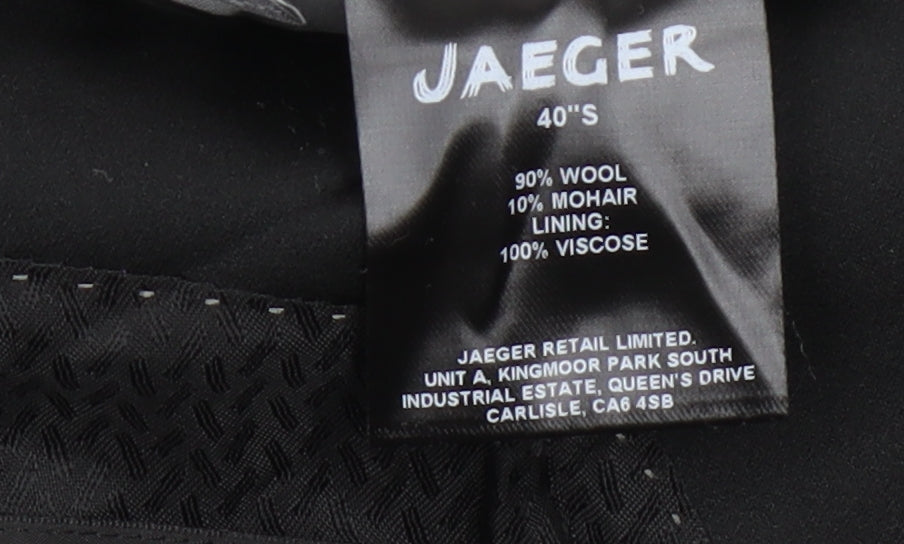 JAEGER
40"S
90% WOOL
10% MOHAIR
LINING:
100% VISCOSE
JAEGER RETAIL LIMITED.
UNIT A, KINGMOOR PARK SOUTH
INDUSTRIAL ESTATE, QUEEN'S DRIVE
CARLISLE, CA6 4SB